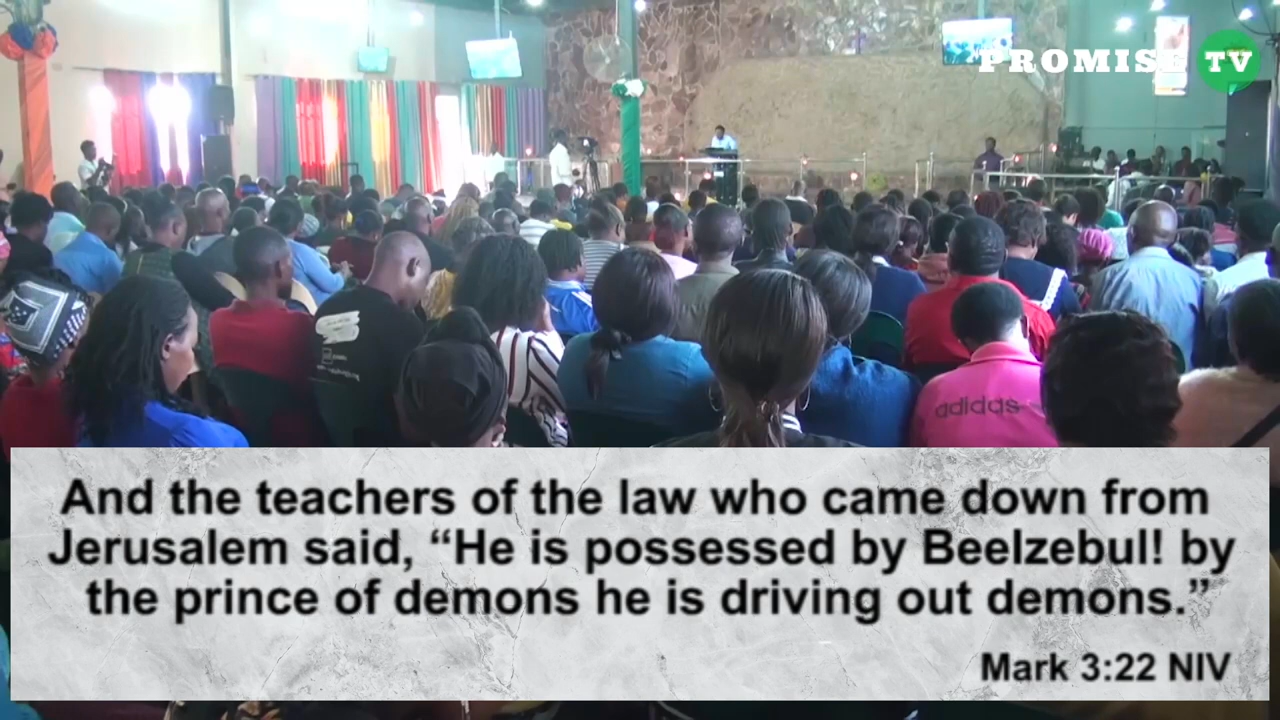 PROMISE TV
adidas
And the teachers of the law who came down from
Jerusalem said, “He is possessed by Beelzebul! by
the prince of demons he is driving out demons.”
Mark 3:22 NIV